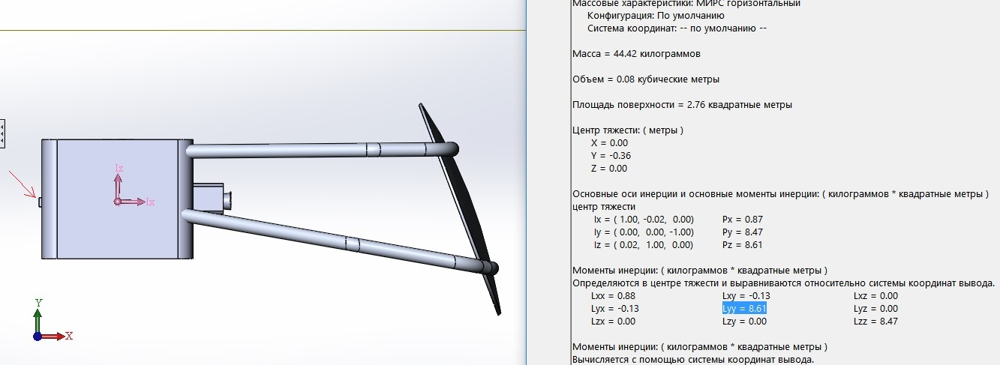 Массовые характеристики: МИРС горизонтальный
Конфигурация: По умолчанию
Система координат: -- по умолчанию --
Масса = 44.42 килограммов
Объем = 0.08 кубические метры
Площадь поверхности = 2.76 квадратные метры
Центр тяжести: ( метры )
X = 0.00
Y = -0.36
Z = 0.00
Основные оси инерции и основные моменты инерции: ( килограммов * квадратные метры )
центр тяжести
Ix = ( 1.00, -0.02, 0.00) Px = 0.87
Iy = ( 0.00, 0.00, -1.00) Py = 8.47
Iz = ( 0.02, 1.00, 0.00) Pz = 8.61
Моменты инерции: ( килограммов * квадратные метры )
Определяются в центре тяжести и выравниваются относительно системы координат вывода.
Lxx = 0.88 Lxy = -0.13 Lxz = 0.00
Lyx = -0.13 Lyy = 8.61 Lyz = 0.00
Lzx = 0.00 Lzy = 0.00 Lzz = 8.47
Моменты инерции: ( килограммов * квадратные метры )
Вычисляется с помощью системы координат вывода.
Iz
Ix
Y
X